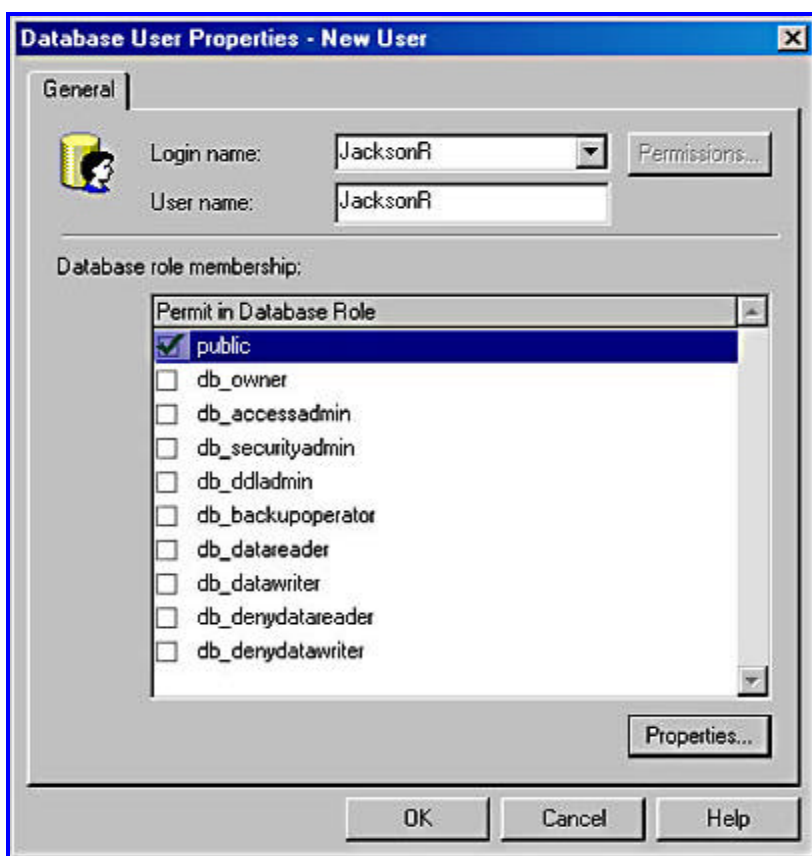 Database User Properties - New User
General
Login name: JacksonR Permissions...
User name: JacksonR
Database role membership:
Permit in Database Role
public
db_owner
db_accessadmin
db_securityadmin
db_ddladmin
db_backupoperator
db_datareader
db_datawriter
db_denydatareader
db_denydatawriter
Properties...
OK Cancel Help